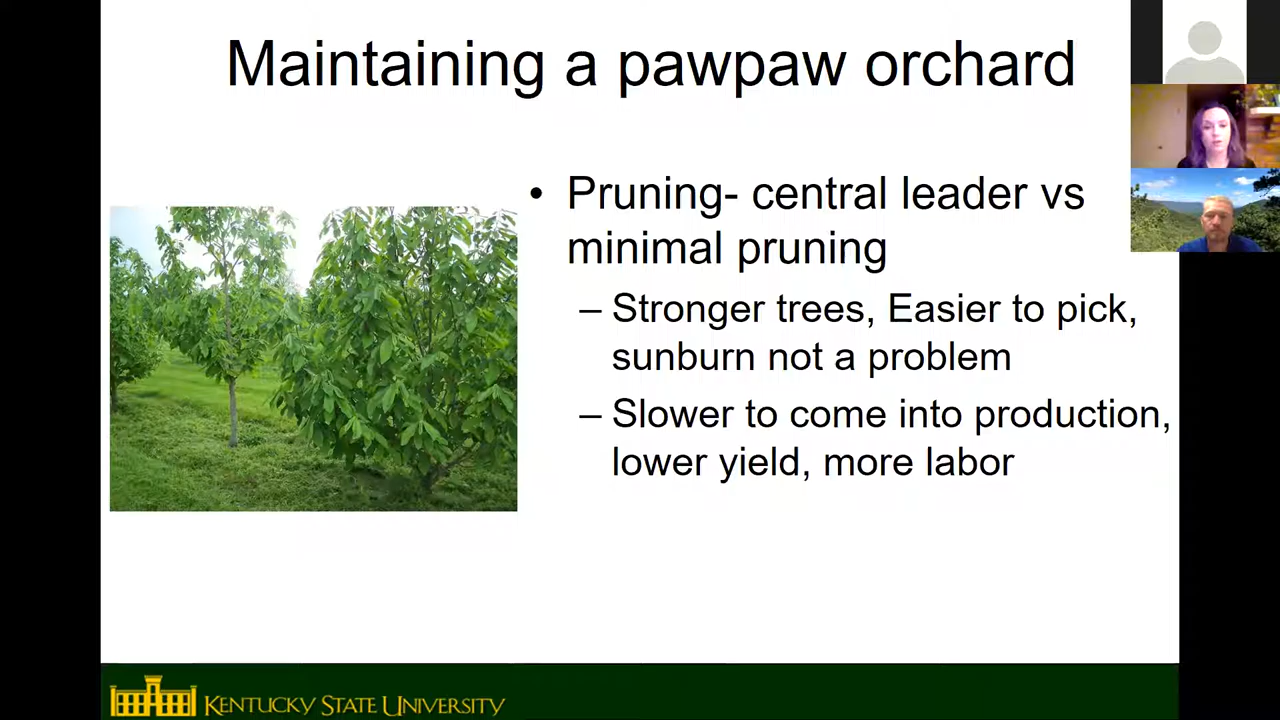 Maintaining a pawpaw orchard
• Pruning- central leader vs
minimal pruning
– Stronger trees, Easier to pick,
sunburn not a problem
– Slower to come into production,
lower yield, more labor
KENTUCKY STATE UNIVERSITY